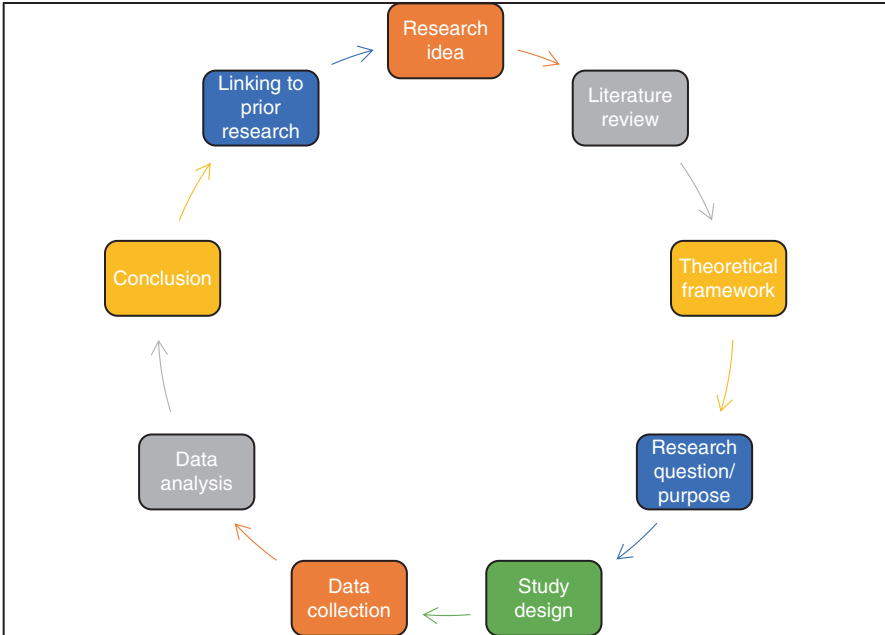 Research
idea
Literature
review
Theoretical
framework
Research
question/
purpose
Study
design
Data
collection
Data
analysis
Conclusion
Linking to
prior
research